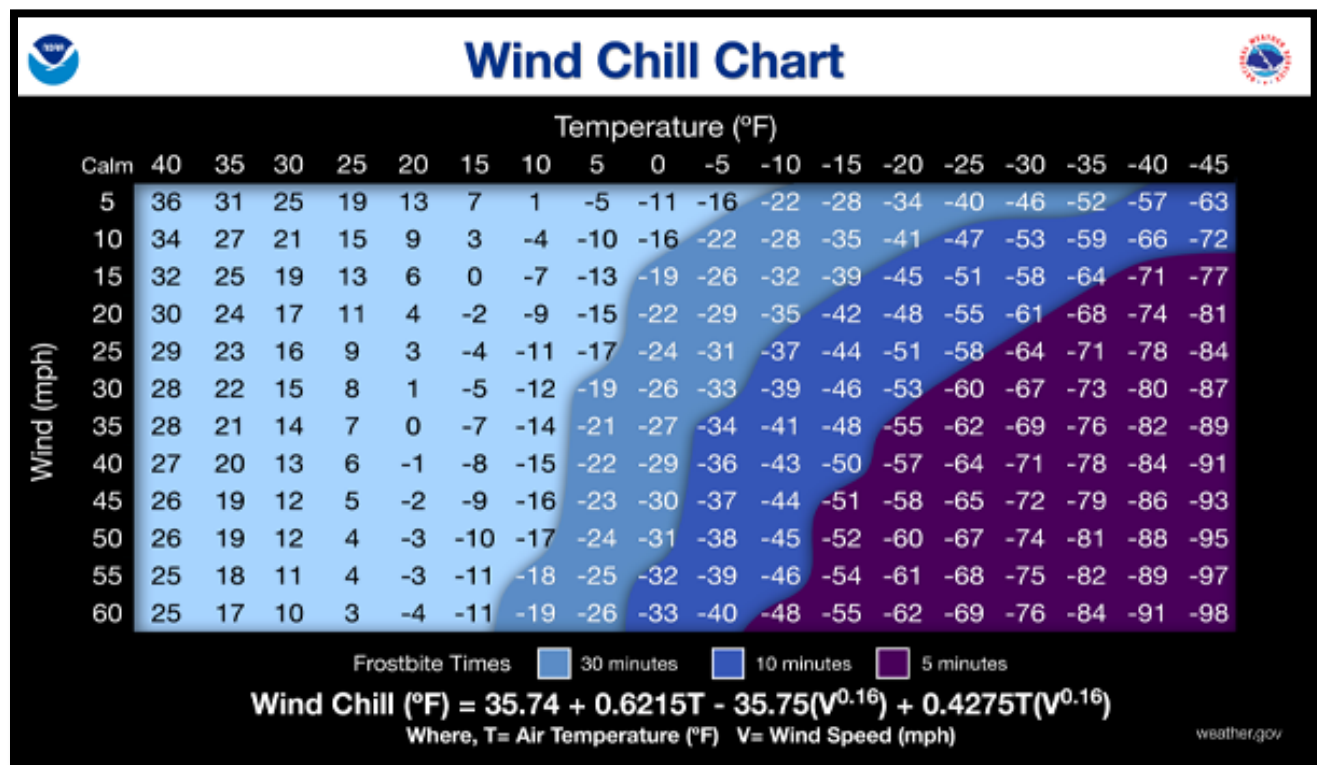 Wind Chill Chart
Temperature (ºF)
Calm 40 35 30 25 20 15 10 5 0 -5 -10 -15 -20 -25 -30 -35 -40 -45
5 36 31 25 19 13 7 1 -5 -11 -16 -22 -28 -34 -40 -46 -52 -57 -63
10 34 27 21 15 9 3 -4 -10 -16 -22 -28 -35 -41 -47 -53 -59 -66 -72
15 32 25 19 13 6 0 -7 -13 -19 -26 -32 -39 -45 -51 -58 -64 -71 -77
20 30 24 17 11 4 -2 -9 -15 -22 -29 -35 -42 -48 -55 -61 -68 -74 -81
25 29 23 16 9 3 -4 -11 -17 -24 -31 -37 -44 -51 -58 -64 -71 -78 -84
30 28 22 15 8 1 -5 -12 -19 -26 -33 -39 -46 -53 -60 -67 -73 -80 -87
35 28 21 14 7 0 -7 -14 -21 -27 -34 -41 -48 -55 -62 -69 -76 -82 -89
40 27 20 13 6 -1 -8 -15 -22 -29 -36 -43 -50 -57 -64 -71 -78 -84 -91
45 26 19 12 5 -2 -9 -16 -23 -30 -37 -44 -51 -58 -65 -72 -79 -86 -93
50 26 19 12 4 -3 -10 -17 -24 -31 -38 -45 -52 -60 -67 -74 -81 -88 -95
55 25 18 11 4 -3 -11 -18 -25 -32 -39 -46 -54 -61 -68 -75 -82 -89 -97
60 25 17 10 3 -4 -11 -19 -26 -33 -40 -48 -55 -62 -69 -76 -84 -91 -98
Wind (mph)
Frostbite Times 30 minutes 10 minutes 5 minutes
Wind Chill (ºF) = 35.74 + 0.6215T - 35.75(V0.16) + 0.4275T(V0.16)
Where, T= Air Temperature (ºF) V= Wind Speed (mph)
weather.gov